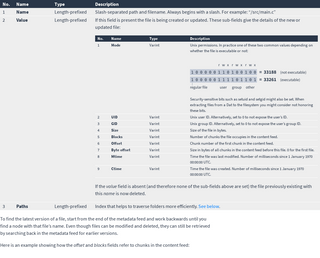 No. Name Type Description
1 Name Length-prefixed Slash-separated path and filename. Always begins with a slash. For example: "/src/main.c"
2 Value Length-prefixed If this field is present the file is being created or updated. These sub-fields give the details of the new or
updated file:
No. Name Type Description
1 Mode Varint Unix permissions. In practice one of these two common values depending on
whether the file is executable or not:
= 33188 (not executable)
= 33261 (executable)
regular file user group other
Security sensitive bits such as setuid and setgid might also be set. When
extracting files from a Dat to the filesystem you might consider not honoring
these bits.
2 UID Varint Unix user ID. Alternatively, set to 0 to not expose the user's ID.
3 GID Varint Unix group ID. Alternatively, set to 0 to not expose the user's ID.
4 Size Varint Size of the file in bytes.
5 Blocks Varint Number of chunks the file occupies in the content feed.
6 Offset Varint Chunk number of the first chunk in the content feed.
7 Byte offset Varint Size in bytes of all chunks in the content feed before this file. 0 for the first file.
8 Mtime Varint Time the file was last modified. Number of milliseconds since 1 January 1970
00:00:00 UTC.
9 Ctime Varint Time the file was created. Number of milliseconds since 1 January 1970
00:00:00 UTC.
If the value field is absent (and therefore none of the sub-fields above are set) the file previously existing with
this name is now deleted.
3 Paths Length-prefixed Index that helps to traverse folders more efficiently. See below.
To find the latest version of a file, start from the end of the metadata feed and work backwards until you
find a node with that file's name. Even though files can be modified and deleted, they can still be retrieved
by searching back in the metadata feed for earlier versions.
Here is an example showing how the offset and blocks fields refer to chunks in the content feed: